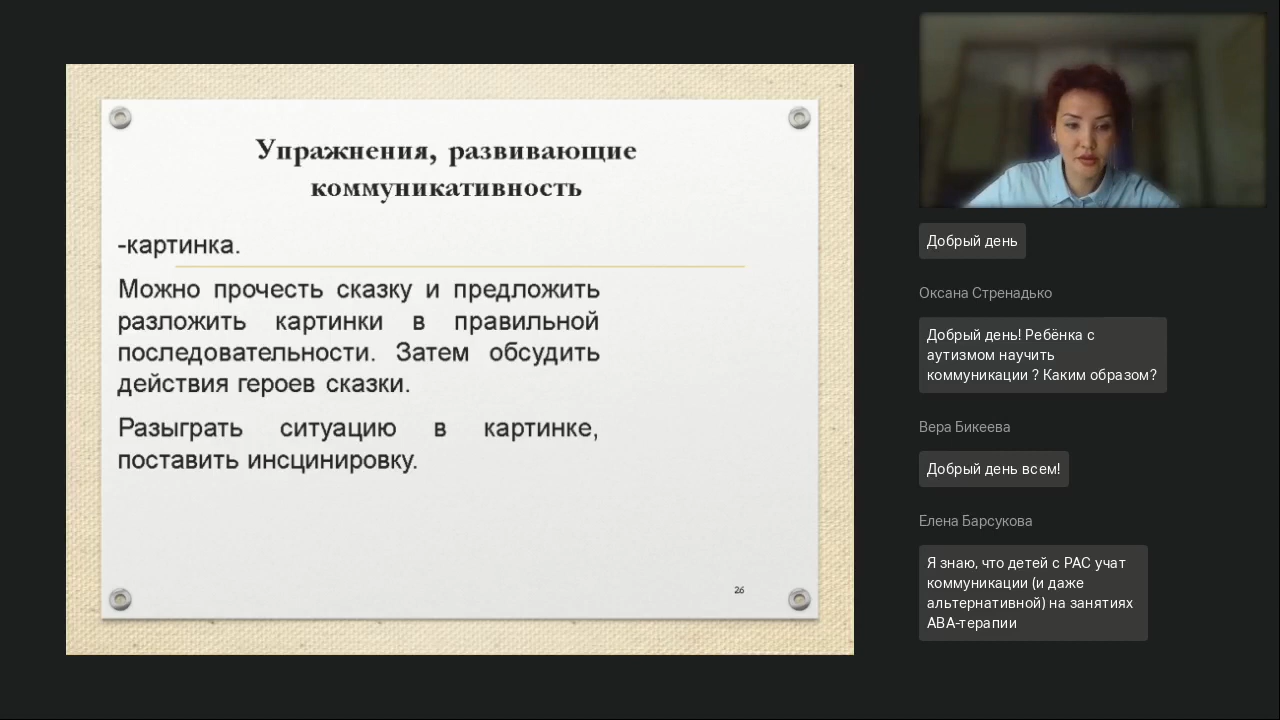 Упражнения, развивающие
коммуникативность
-картинка.
Можно прочесть сказку и предложить
разложить картинки в правильной
последовательности. Затем обсудить
действия героев сказки.
Разыграть ситуацию в картинке,
поставить инсцинировку.
26
Добрый день
Оксана Стренадько
Добрый день! Ребёнка с
аутизмом научить
коммуникации ? Каким образом?
Вера Бикеева
Добрый день всем!
Елена Барсукова
Я знаю, что детей с РАС учат
коммуникации (и даже
альтернативной) на занятиях
АВА-терапии